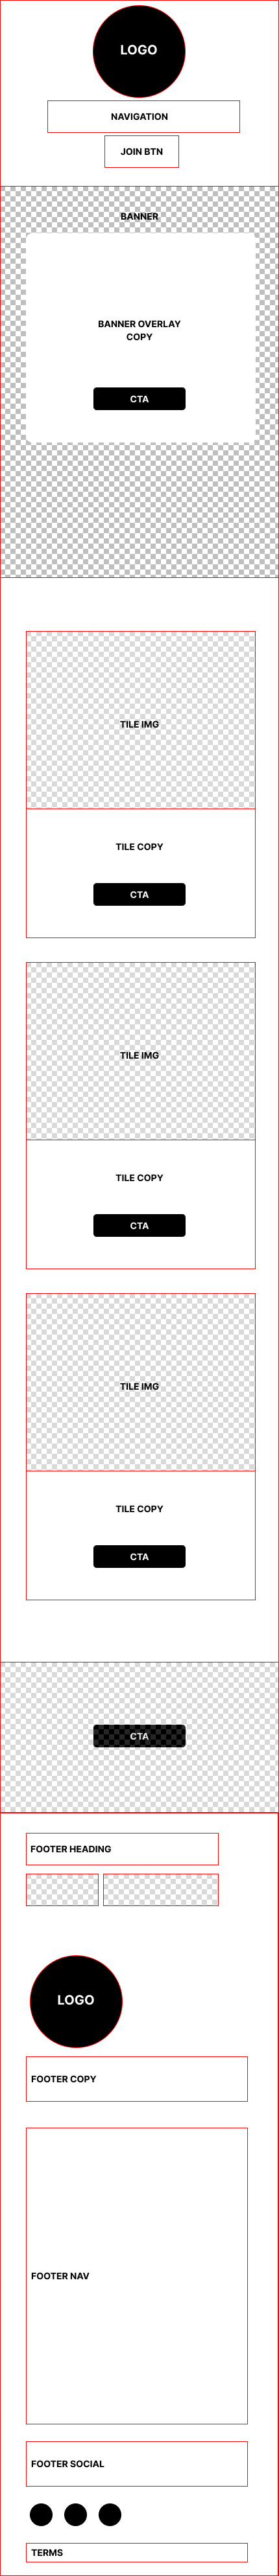 LOGO
NAVIGATION
JOIN BTN
BANNER
BANNER OVERLAY
COPY
CTA
TILE IMG
TILE COPY
CTA
TILE IMG
TILE COPY
CTA
TILE IMG
TILE COPY
CTA
CTA
FOOTER HEADING
LOGO
FOOTER COPY
FOOTER NAV
FOOTER SOCIAL
TERMS